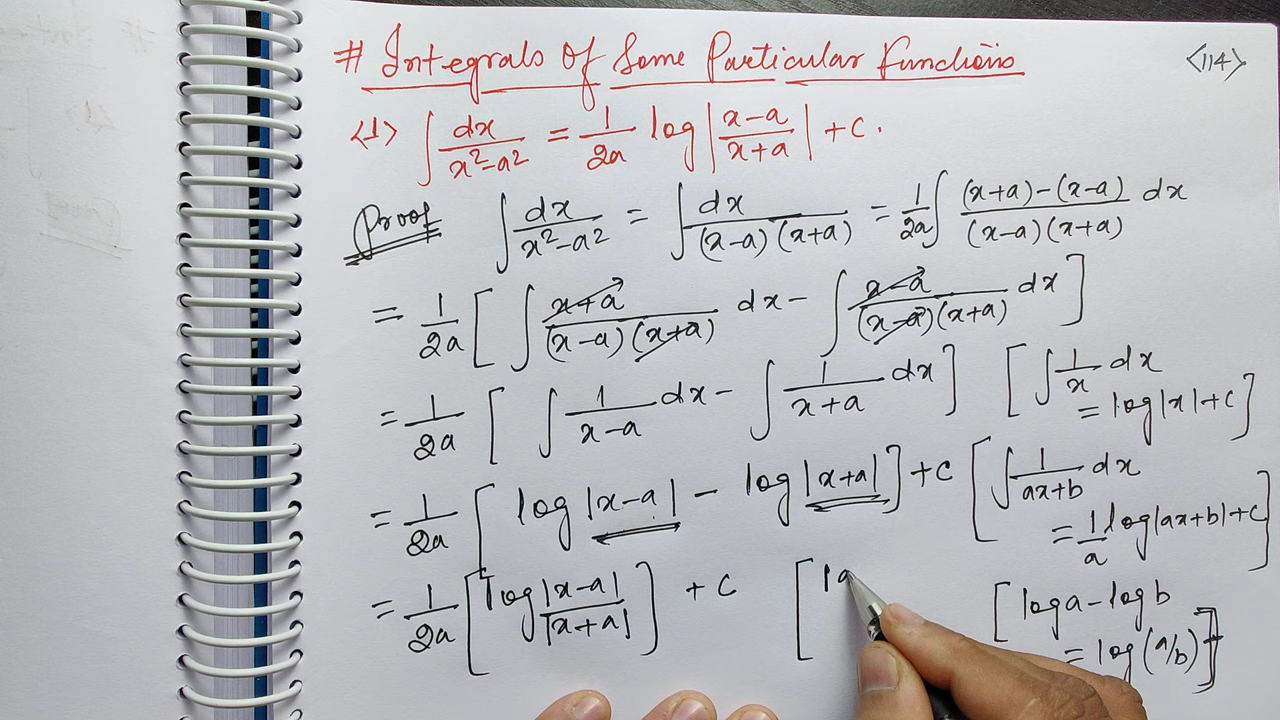 # Integrals Of Some Particular Functions <114>
<1> ∫ dx/(x²-a²) = 1/2a log |(x-a)/(x+a)| + c.
Proof ∫ dx/(x²-a²) = ∫ dx/((x-a)(x+a)) = 1/2a ∫ ((x+a)-(x-a))/((x-a)(x+a)) dx
= 1/2a [ ∫ (x+a)/((x-a)(x+a)) dx - ∫ (x-a)/((x-a)(x+a)) dx ]
= 1/2a [ ∫ 1/(x-a) dx - ∫ 1/(x+a) dx ] [ ∫ 1/x dx
= log|x|+c ]
= 1/2a [ log |x-a| - log |x+a| ] + c [ ∫ 1/(ax+b) dx
= 1/a log|ax+b|+c ]
= 1/2a [ log |x-a|/|x+a| ] + c [ |a [ log a - log b
= log (a/b) ]